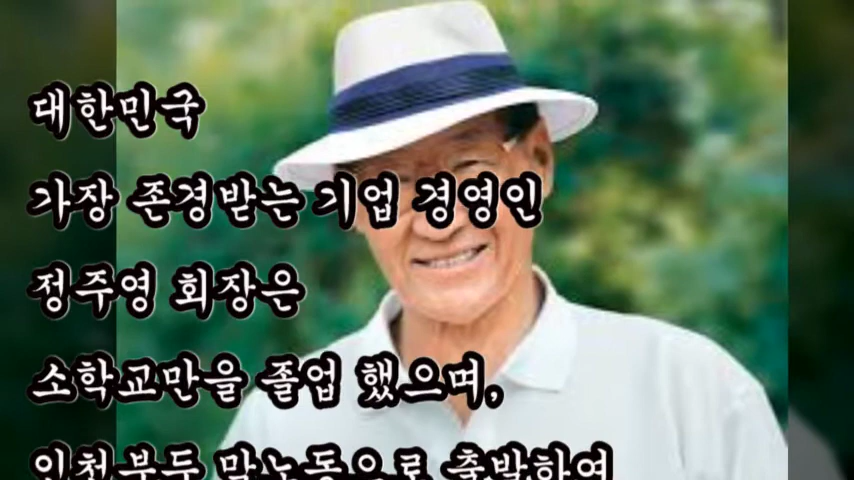 대한민국
가장 존경받는 기업 경영인
정주영 회장은
소학교만을 졸업 했으며,
인천부두 막노동으로 출발하여